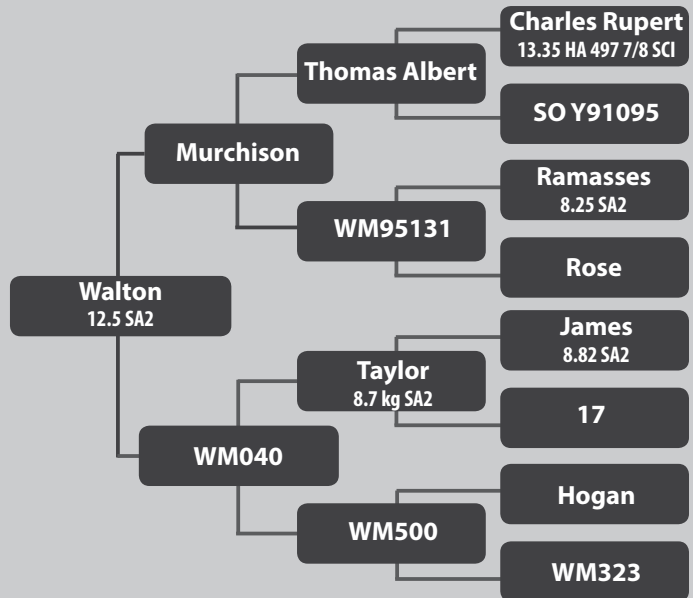 Charles Rupert
13.35 HA 497 7/8 SCI
Thomas Albert
SO Y91095
Murchison
Ramasses
8.25 SA2
WM95131
Rose
Walton
12.5 SA2
James
8.82 SA2
Taylor
8.7 kg SA2
17
WM040
Hogan
WM500
WM323